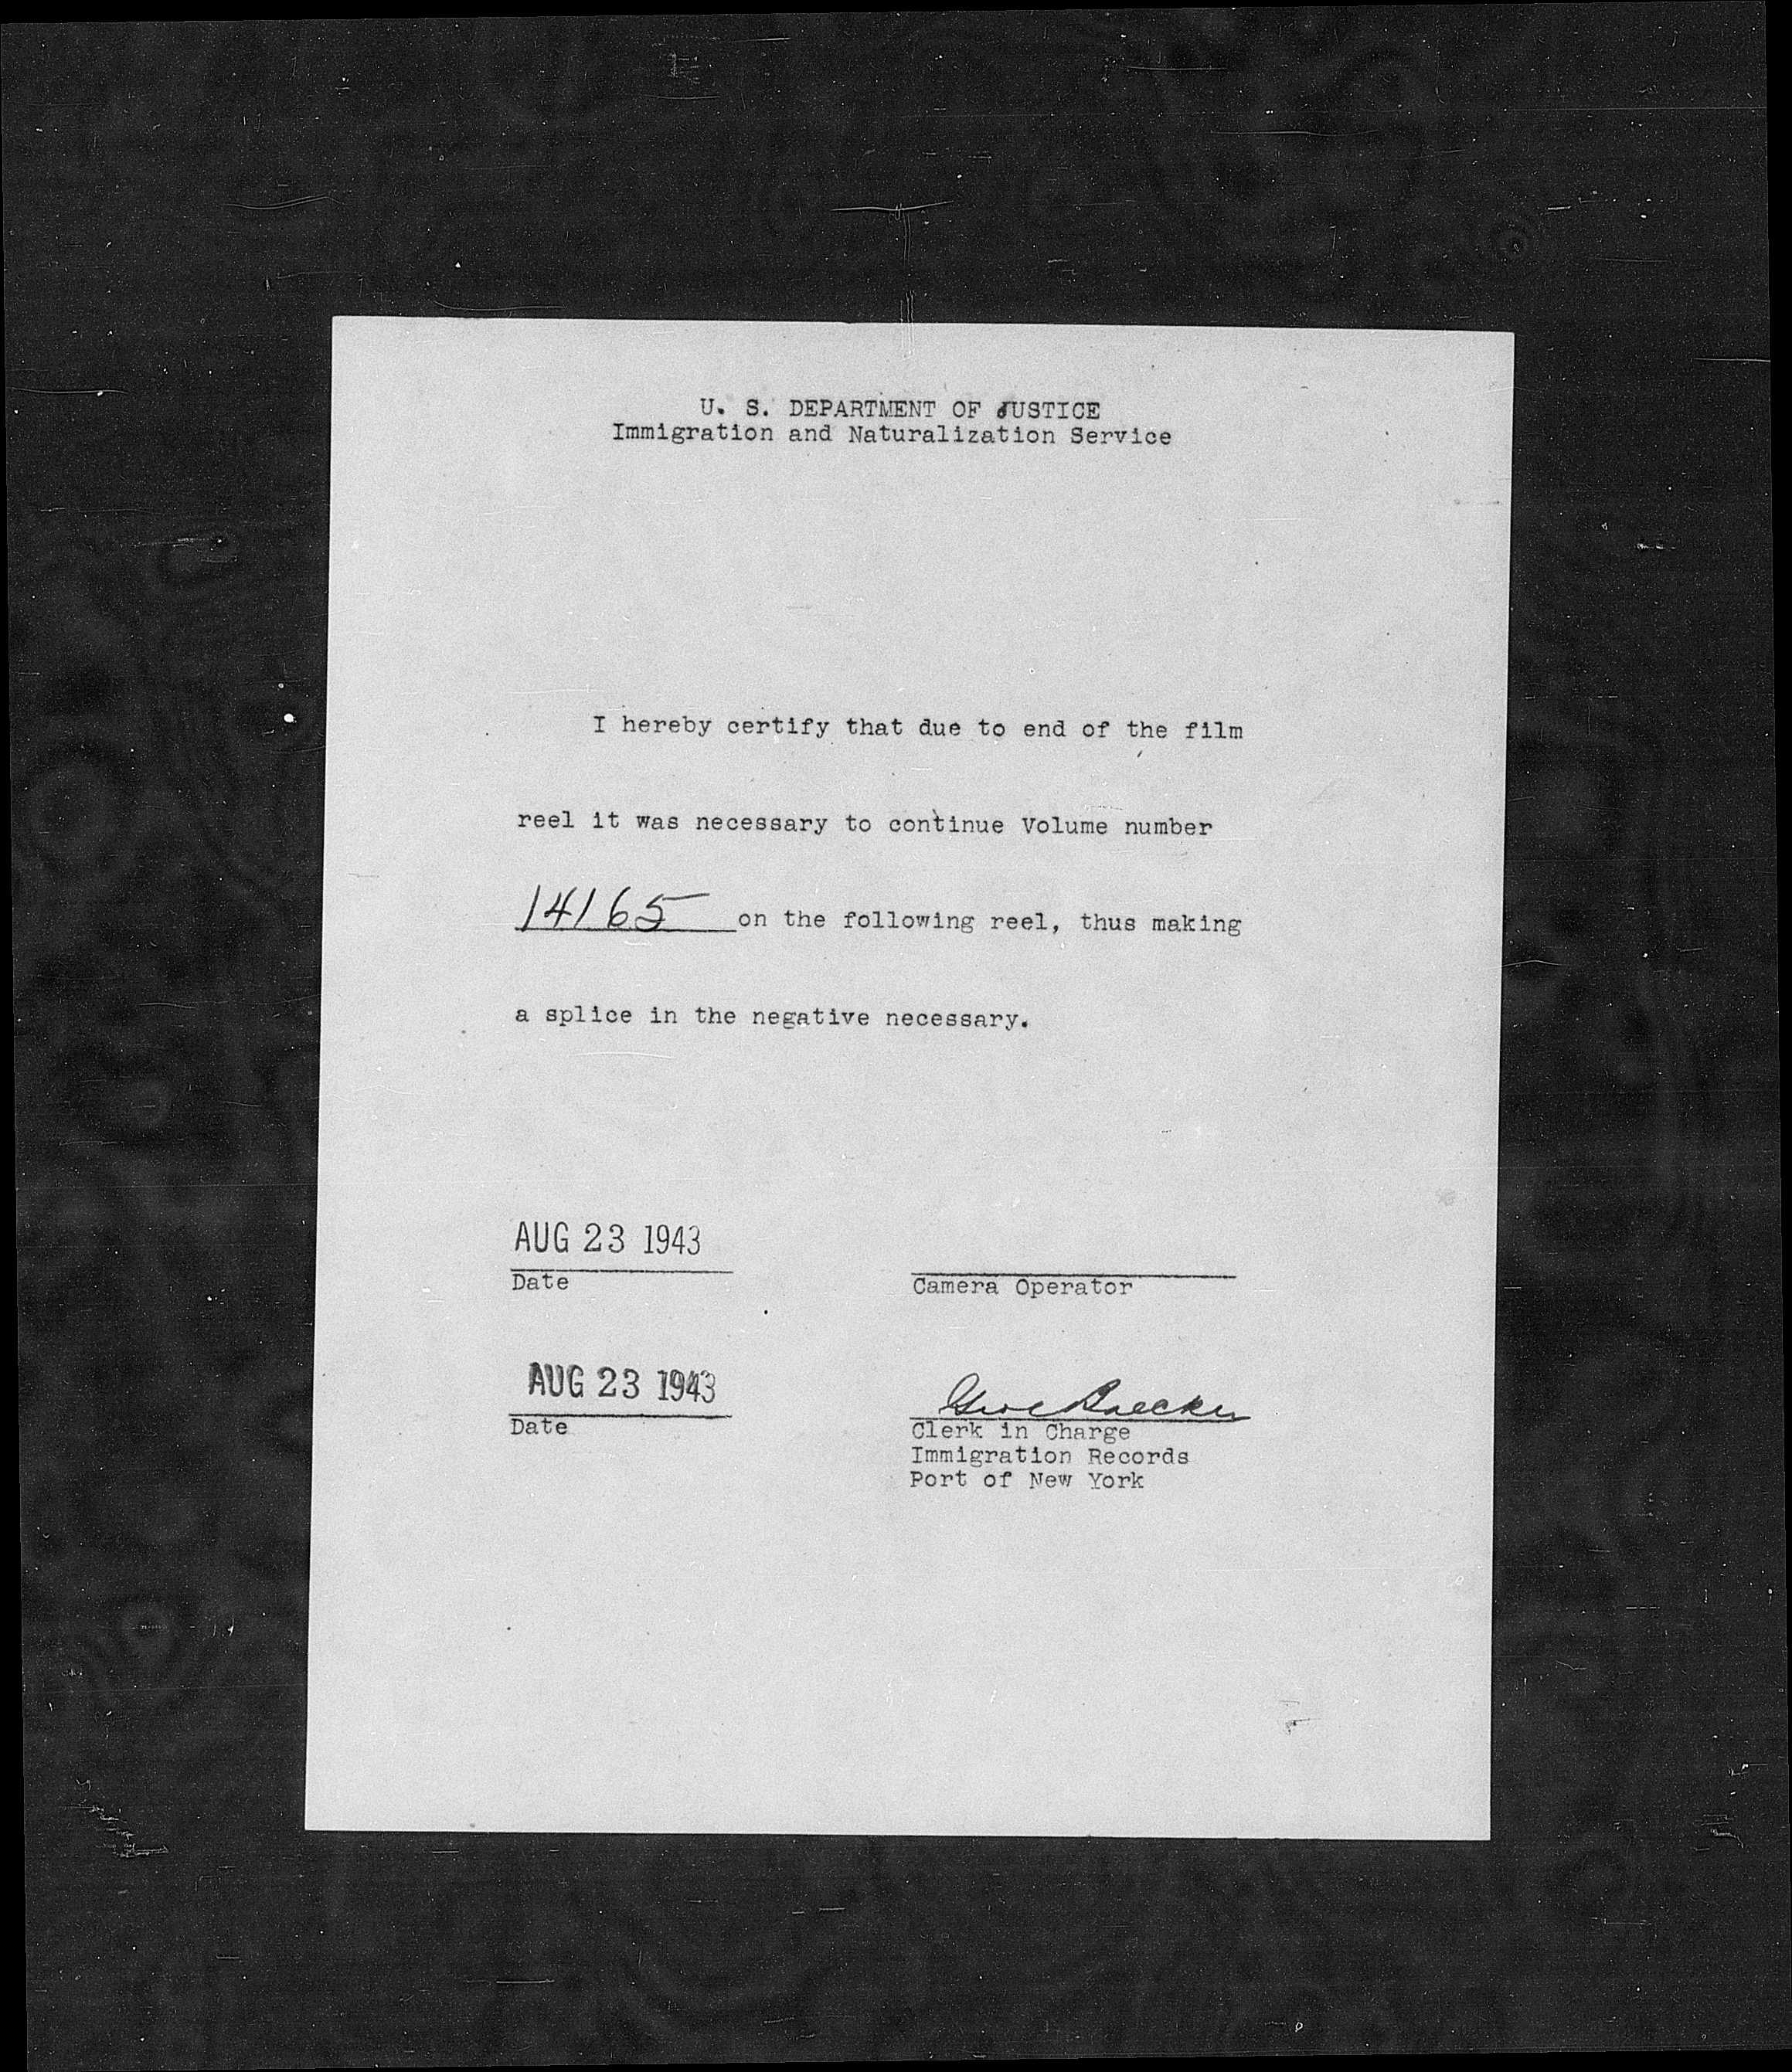 U. S. DEPARTMENT OF JUSTICE
Immigration and Naturalization Service
I hereby certify that due to end of the film
reel it was necessary to continue Volume number
14165 on the following reel, thus making
a splice in the negative necessary.
AUG 23 1943
Date
Camera Operator
AUG 23 1943
Date
Clerk in Charge
Immigration Records
Port of New York